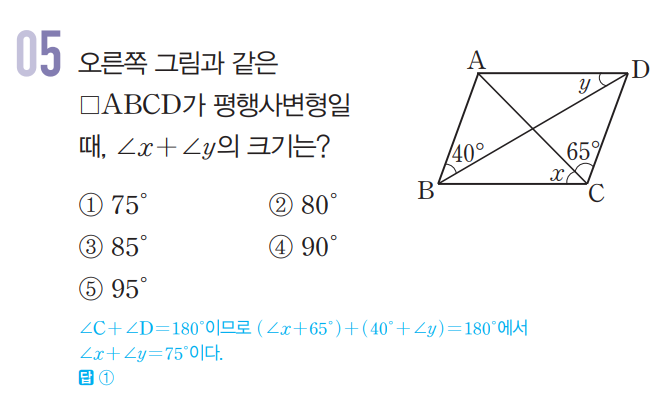 05 오른쪽 그림과 같은
□ABCD가 평행사변형일
때, ∠x+∠y의 크기는?
① 75° ② 80°
③ 85° ④ 90°
⑤ 95°
∠C+∠D=180°이므로 (∠x+65°)+(40°+∠y)=180°에서
∠x+∠y=75°이다.
답 ①
A
D
y
40°
65°
x
B
C